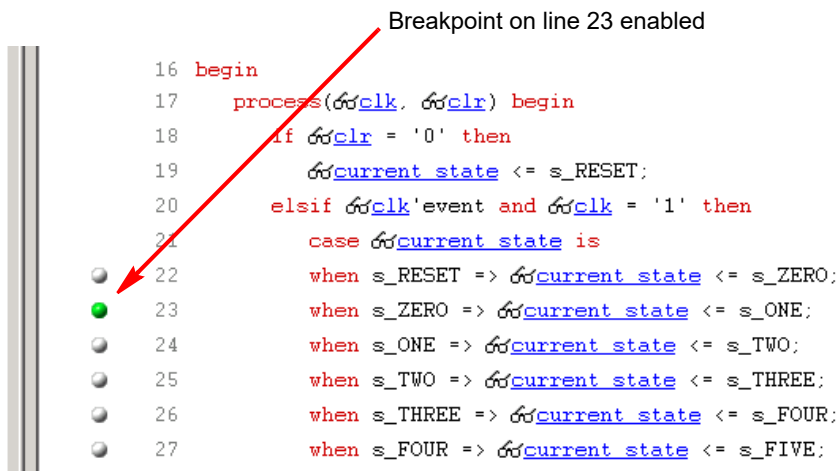 Breakpoint on line 23 enabled
16 begin
17 process(clk, clr) begin
18 if clr = '0' then
19 current_state <= s_RESET;
20 elsif clk'event and clk = '1' then
21 case current_state is
22 when s_RESET => current_state <= s_ZERO;
23 when s_ZERO => current_state <= s_ONE;
24 when s_ONE => current_state <= s_TWO;
25 when s_TWO => current_state <= s_THREE;
26 when s_THREE => current_state <= s_FOUR;
27 when s_FOUR => current_state <= s_FIVE;